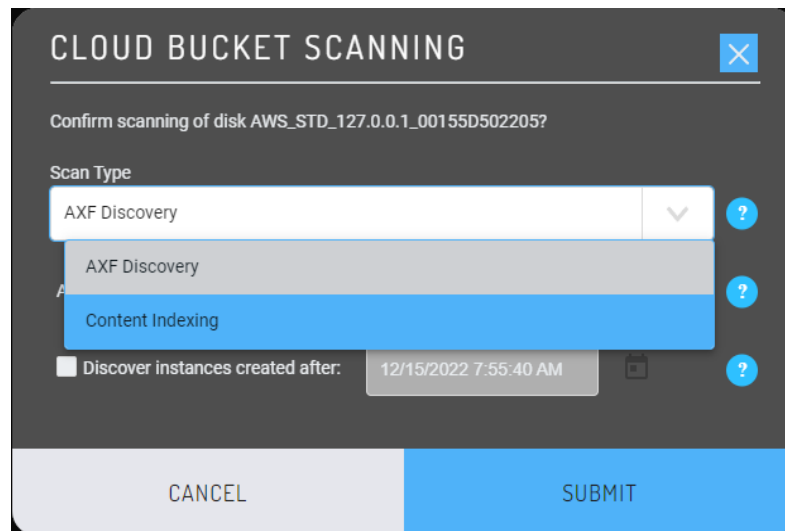 CLOUD BUCKET SCANNING
Confirm scanning of disk AWS_STD_127.0.0.1_00155D502205?
Scan Type
AXF Discovery
?
AXF Discovery
?
Content Indexing
Discover instances created after:
12/15/2022 7:55:40 AM
?
CANCEL
SUBMIT